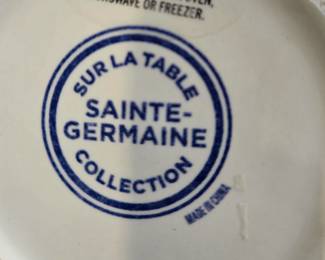 MICROWAVE OR FREEZER.
SUR LA TABLE
SAINTE-
GERMAINE
COLLECTION
MADE IN CHINA